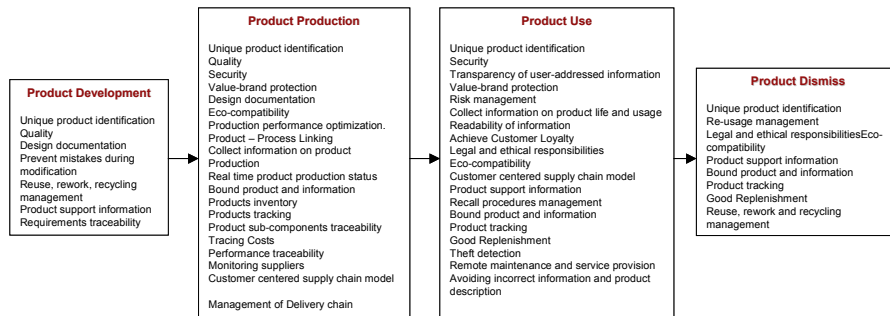 Product Development
Unique product identification
Quality
Design documentation
Prevent mistakes during
modification
Reuse, rework, recycling
management
Product support information
Requirements traceability
Product Production
Unique product identification
Quality
Security
Value-brand protection
Design documentation
Eco-compatibility
Production performance optimization.
Product – Process Linking
Collect information on product
Production
Real time product production status
Bound product and information
Products inventory
Products tracking
Product sub-components traceability
Tracing Costs
Performance traceability
Monitoring suppliers
Customer centered supply chain model
Management of Delivery chain
Product Use
Unique product identification
Security
Transparency of user-addressed information
Value-brand protection
Risk management
Collect information on product life and usage
Readability of information
Achieve Customer Loyalty
Legal and ethical responsibilities
Eco-compatibility
Customer centered supply chain model
Product support information
Recall procedures management
Bound product and information
Product tracking
Good Replenishment
Theft detection
Remote maintenance and service provision
Avoiding incorrect information and product
description
Product Dismiss
Unique product identification
Re-usage management
Legal and ethical responsibilitiesEco-
compatibility
Product support information
Bound product and information
Product tracking
Good Replenishment
Reuse, rework and recycling
management